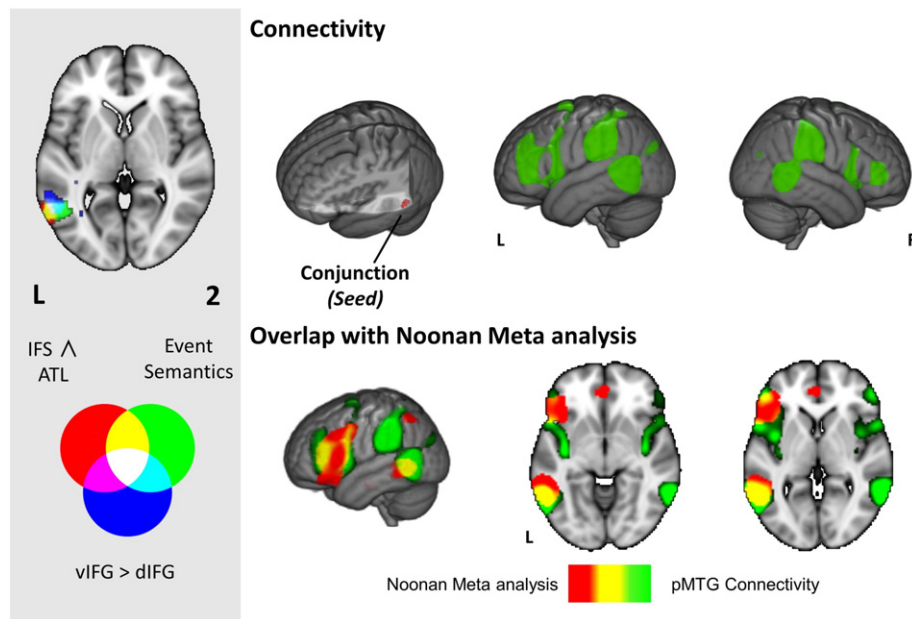 Connectivity
L
2
IFS ∧
ATL
Event
Semantics
vIFG > dIFG
Conjunction
(Seed)
L
Overlap with Noonan Meta analysis
L
Noonan Meta analysis
pMTG Connectivity